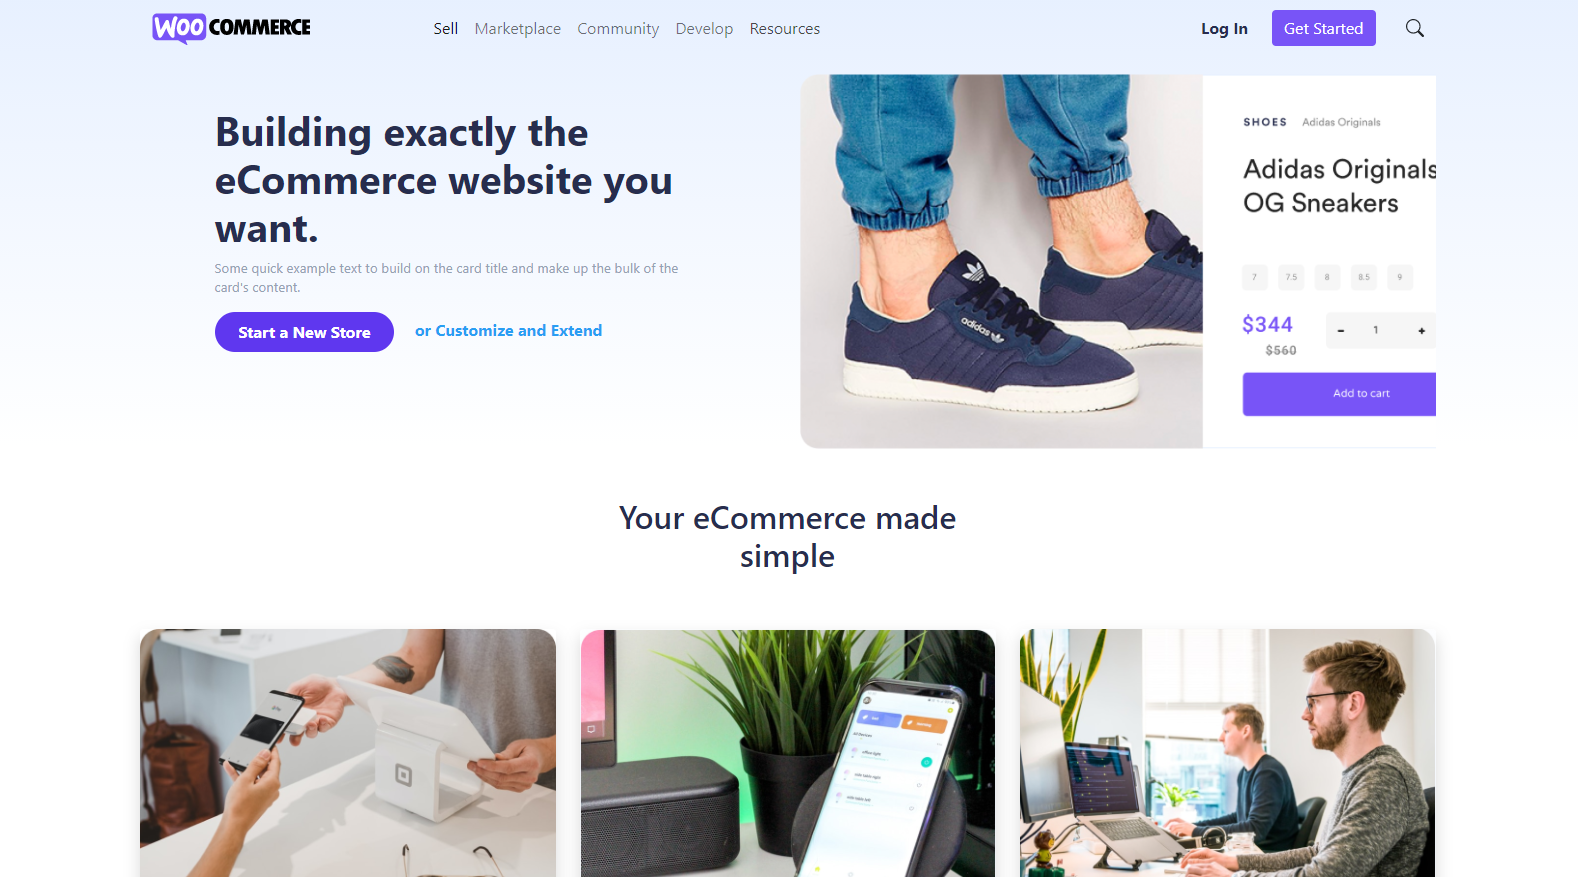 WOO COMMERCE
Sell Marketplace Community Develop Resources
Log In Get Started
Building exactly the
eCommerce website you
want.
Some quick example text to build on the card title and make up the bulk of the
card's content.
Start a New Store or Customize and Extend
adidas
SHOES Adidas Originals
Adidas Originals
OG Sneakers
7 7.5 8 8.5 9
$344
$560
- 1 +
Add to cart
Your eCommerce made
simple